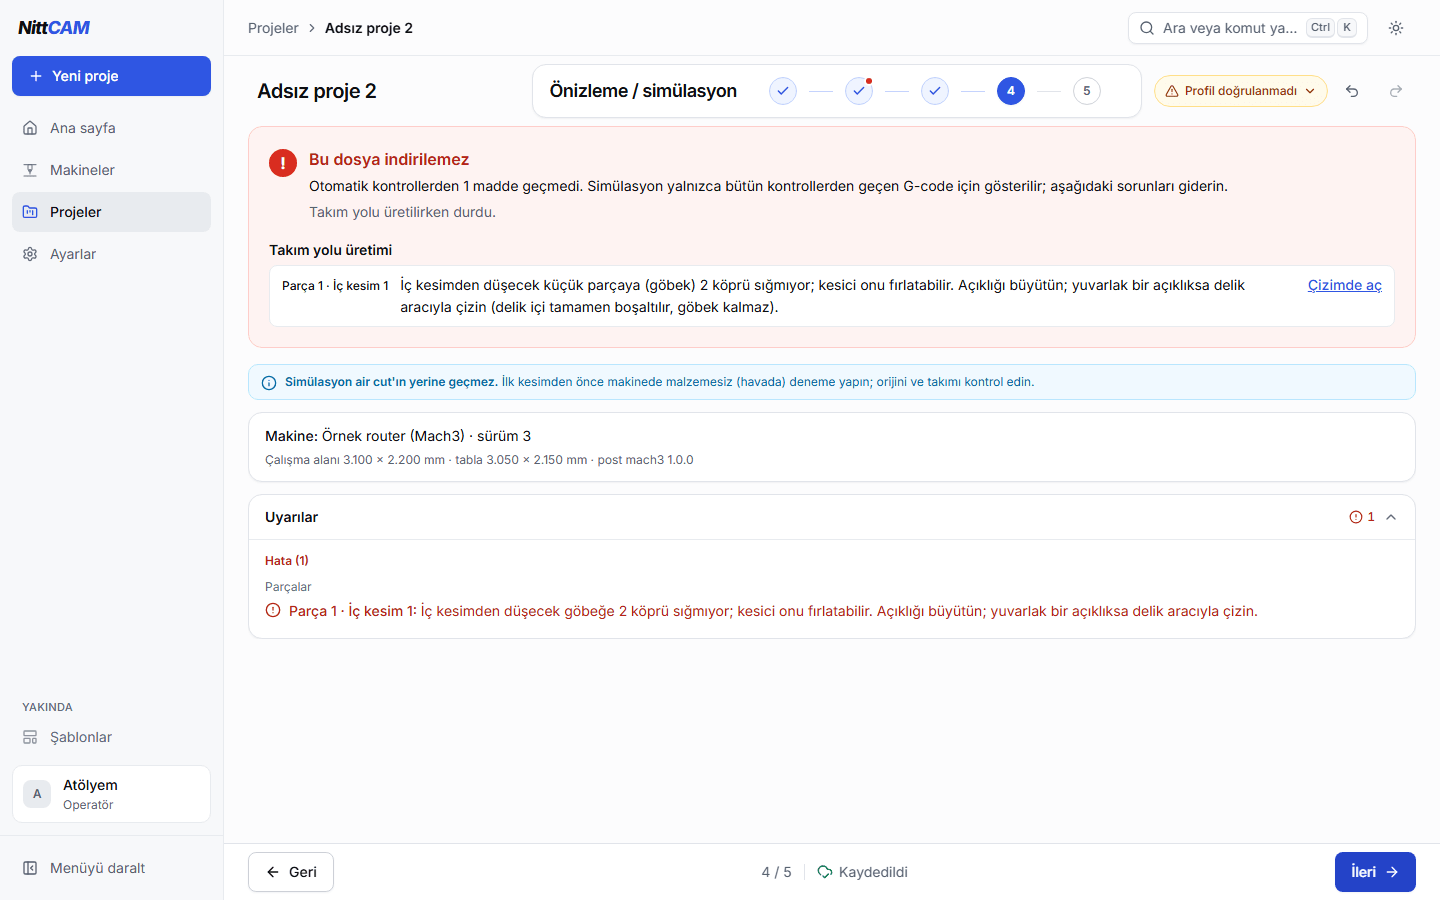 NittCAM
Yeni proje
Ana sayfa
Makineler
Projeler
Ayarlar
YAKINDA
Şablonlar
A
Atölyem
Operatör
Menüyü daralt
Projeler > Adsız proje 2
Ara veya komut ya... Ctrl K
Adsız proje 2
Önizleme / simülasyon
4
5
Profil doğrulanmadı
Bu dosya indirilemez
Otomatik kontrollerden 1 madde geçmedi. Simülasyon yalnızca bütün kontrollerden geçen G-code için gösterilir; aşağıdaki sorunları giderin.
Takım yolu üretilirken durdu.
Takım yolu üretimi
Parça 1 · İç kesim 1 İç kesimden düşecek küçük parçaya (göbek) 2 köprü sığmıyor; kesici onu fırlatabilir. Açıklığı büyütün; yuvarlak bir açıklıksa delik
aracıyla çizin (delik içi tamamen boşaltılır, göbek kalmaz).
Çizimde aç
Simülasyon air cut'ın yerine geçmez. İlk kesimden önce makinede malzemesiz (havada) deneme yapın; orijini ve takımı kontrol edin.
Makine: Örnek router (Mach3) · sürüm 3
Çalışma alanı 3.100 × 2.200 mm · tabla 3.050 × 2.150 mm · post mach3 1.0.0
Uyarılar
1
Hata (1)
Parçalar
Parça 1 · İç kesim 1: İç kesimden düşecek göbeğe 2 köprü sığmıyor; kesici onu fırlatabilir. Açıklığı büyütün; yuvarlak bir açıklıksa delik aracıyla çizin.
Geri
4 / 5
Kaydedildi
İleri